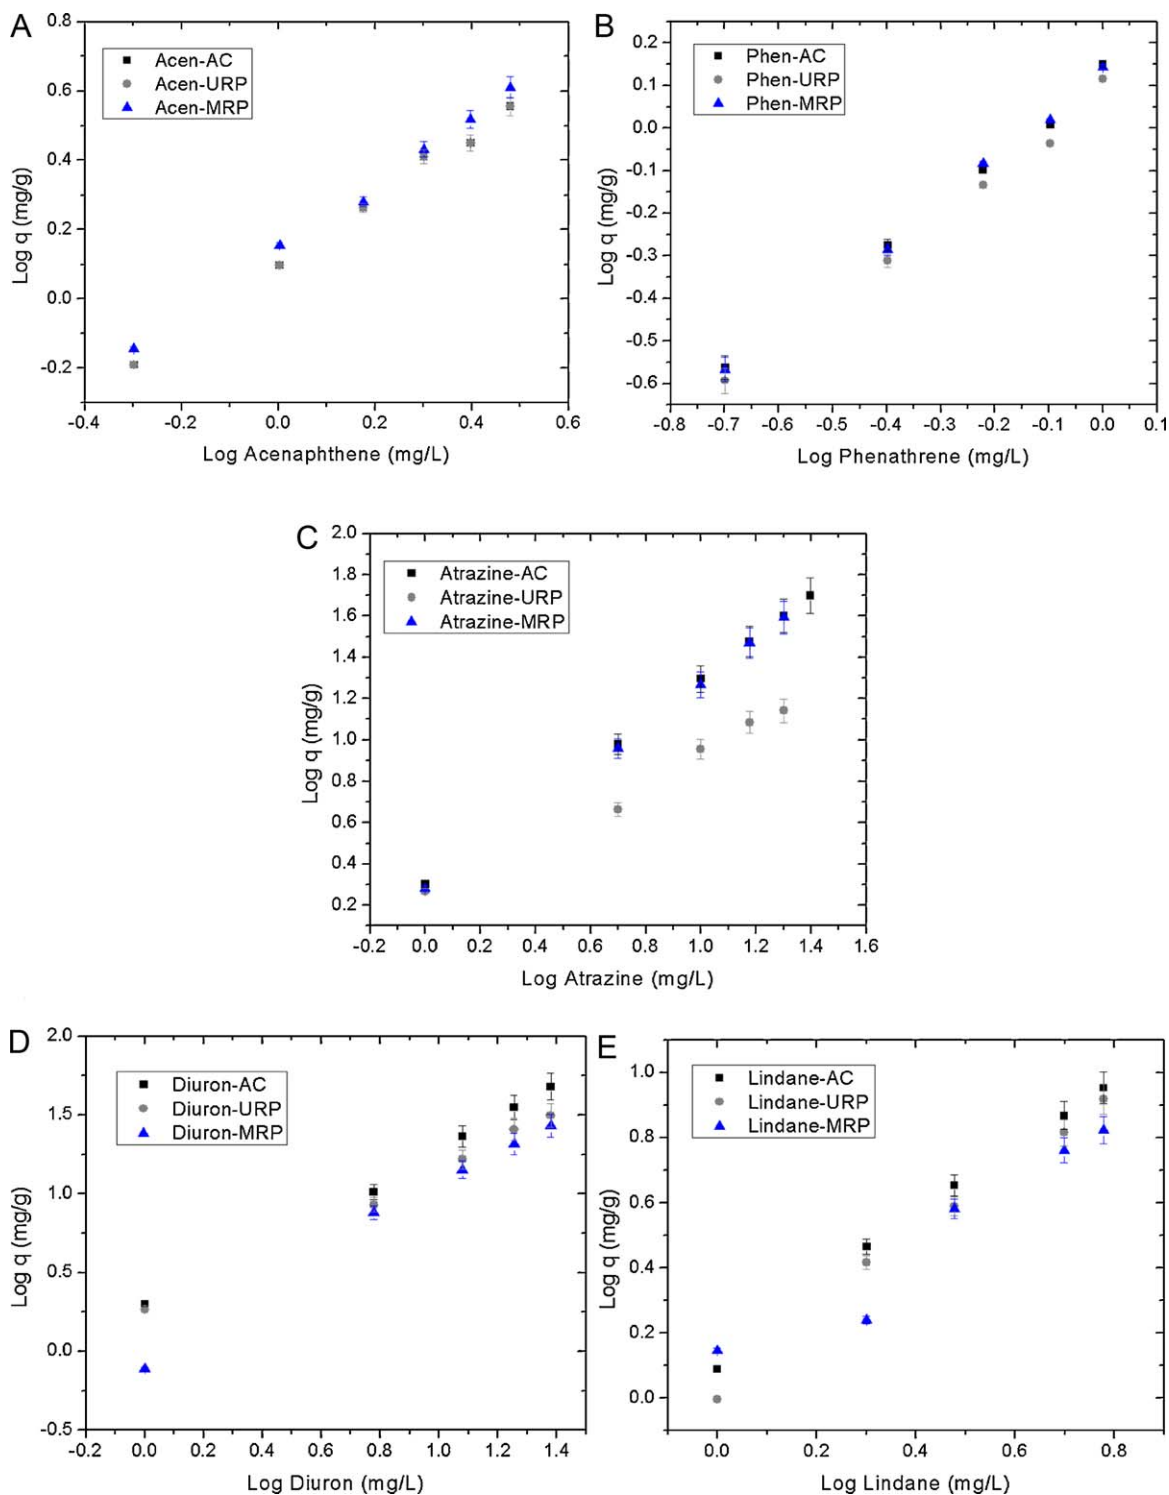 A
Acen-AC
Acen-URP
Acen-MRP
0.8
0.6
0.4
0.2
0.0
-0.2
Log q (mg/g)
-0.4 -0.2 0.0 0.2 0.4 0.6
Log Acenaphthene (mg/L)
B
Phen-AC
Phen-URP
Phen-MRP
0.2
0.1
0.0
-0.1
-0.2
-0.3
-0.4
-0.5
-0.6
Log q (mg/g)
-0.8 -0.7 -0.6 -0.5 -0.4 -0.3 -0.2 -0.1 0.0 0.1
Log Phenathrene (mg/L)
C
Atrazine-AC
Atrazine-URP
Atrazine-MRP
2.0
1.8
1.6
1.4
1.2
1.0
0.8
0.6
0.4
0.2
Log q (mg/g)
-0.2 0.0 0.2 0.4 0.6 0.8 1.0 1.2 1.4 1.6
Log Atrazine (mg/L)
D
Diuron-AC
Diuron-URP
Diuron-MRP
2.0
1.5
1.0
0.5
0.0
-0.5
Log q (mg/g)
-0.2 0.0 0.2 0.4 0.6 0.8 1.0 1.2 1.4
Log Diuron (mg/L)
E
Lindane-AC
Lindane-URP
Lindane-MRP
1.0
0.8
0.6
0.4
0.2
0.0
Log q (mg/g)
0.0 0.2 0.4 0.6 0.8
Log Lindane (mg/L)